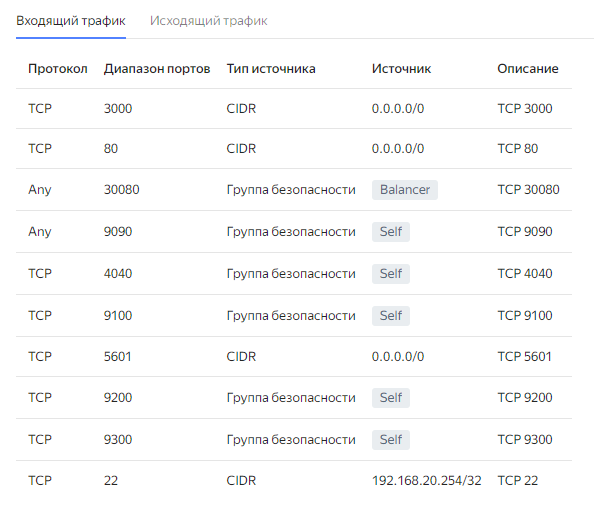 Входящий трафик Исходящий трафик
Протокол Диапазон портов Тип источника Источник Описание
TCP 3000 CIDR 0.0.0.0/0 TCP 3000
TCP 80 CIDR 0.0.0.0/0 TCP 80
Any 30080 Группа безопасности Balancer TCP 30080
Any 9090 Группа безопасности Self TCP 9090
TCP 4040 Группа безопасности Self TCP 4040
TCP 9100 Группа безопасности Self TCP 9100
TCP 5601 CIDR 0.0.0.0/0 TCP 5601
TCP 9200 Группа безопасности Self TCP 9200
TCP 9300 Группа безопасности Self TCP 9300
TCP 22 CIDR 192.168.20.254/32 TCP 22